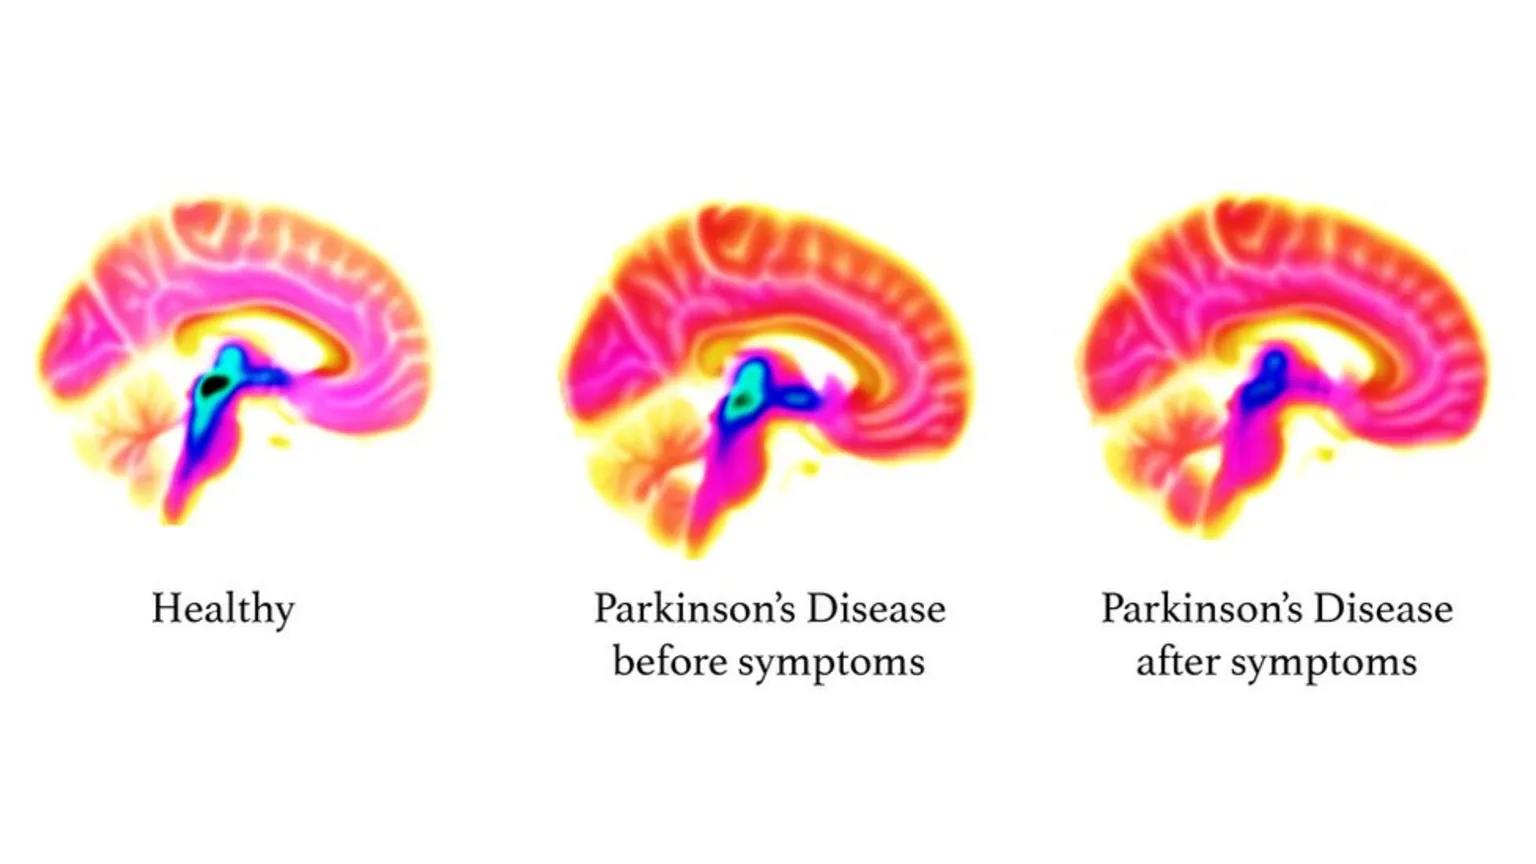 Healthy
Parkinson’s Disease
before symptoms
Parkinson’s Disease
after symptoms